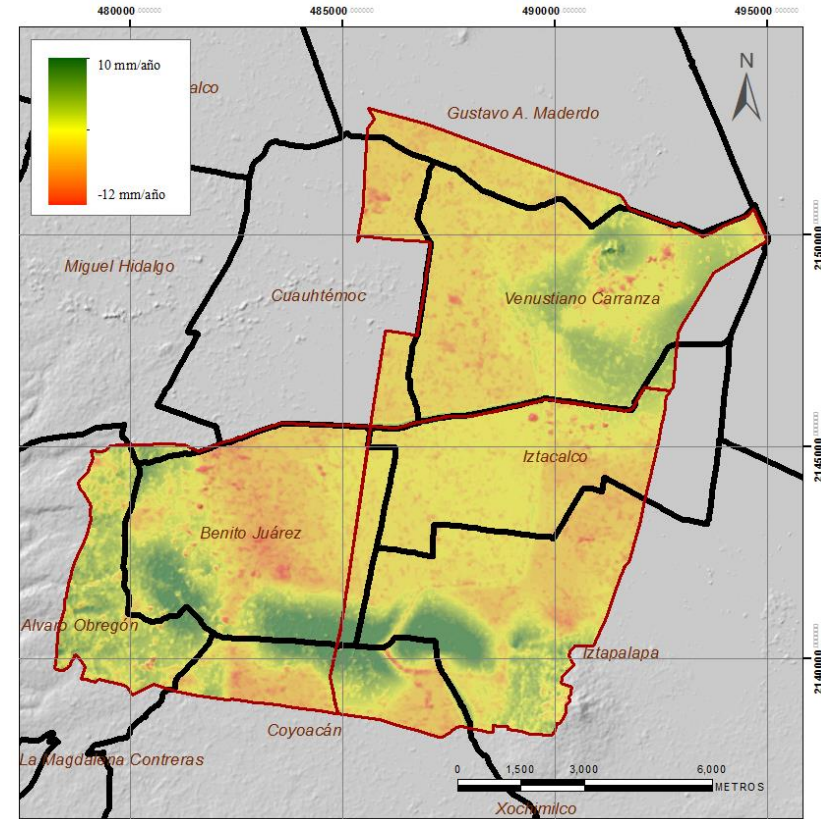 480000
485000
490000
495000
10 mm/año
-12 mm/año
alco
Gustavo A. Maderdo
N
2150000
Miguel Hidalgo
Cuauhtémoc
Venustiano Carranza
2145000
Iztacalco
Benito Juárez
Alvaro Obregón
Iztapalapa
2140000
Coyoacán
La Magdalena Contreras
0 1,500 3,000 6,000
METROS
Xochimilco